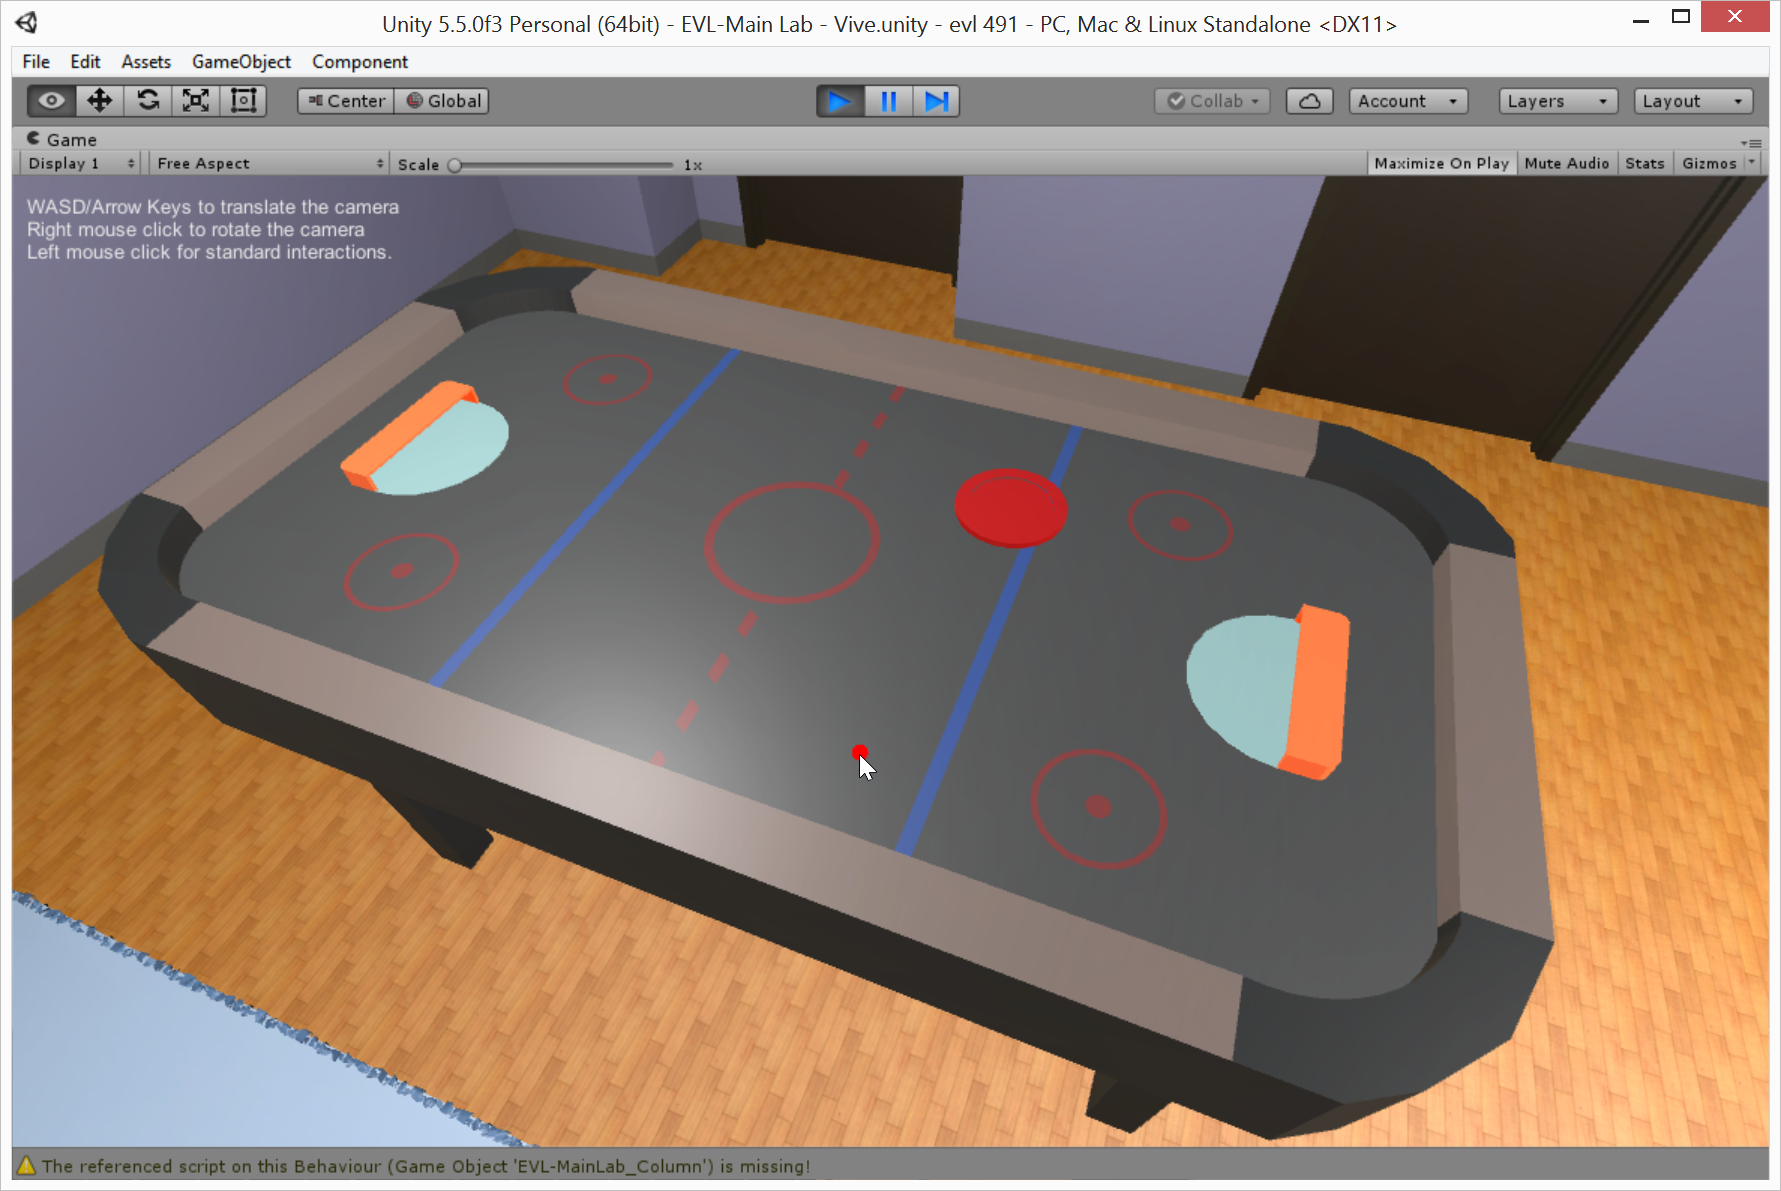 Unity 5.5.0f3 Personal (64bit) - EVL-Main Lab - Vive.unity - evl 491 - PC, Mac & Linux Standalone <DX11>
File Edit Assets GameObject Component
Center Global Collab Account Layers Layout
Game
Display 1 Free Aspect Scale 1x Maximize On Play Mute Audio Stats Gizmos
WASD/Arrow Keys to translate the camera
Right mouse click to rotate the camera
Left mouse click for standard interactions.
The referenced script on this Behaviour (Game Object 'EVL-MainLab_Column') is missing!